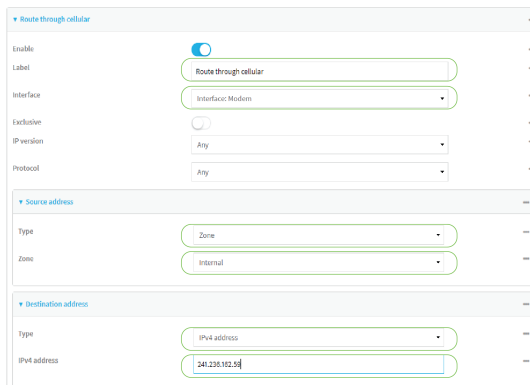 Route through cellular
Enable
Label Route through cellular
Interface Interface: Modem
Exclusive
IP version Any
Protocol Any
Source address
Type Zone
Zone Internal
Destination address
Type IPv4 address
IPv4 address 241.236.162.59